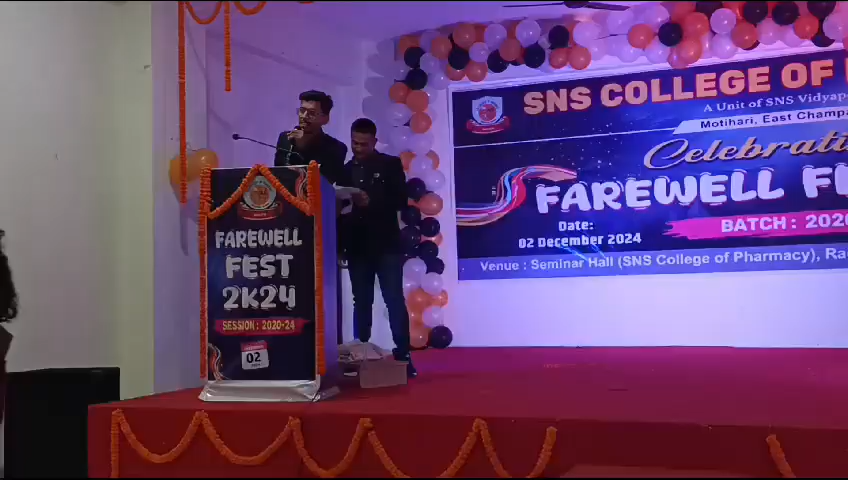 SNS COLLEGE OF
A Unit of SNS Vidyap
Motihari, East Champa
Celebrati
FAREWELL FE
Date:
02 December 2024
BATCH : 2020
Venue : Seminar Hall (SNS College of Pharmacy), Ra
FAREWELL
FEST
2K24
SESSION : 2020-24
02